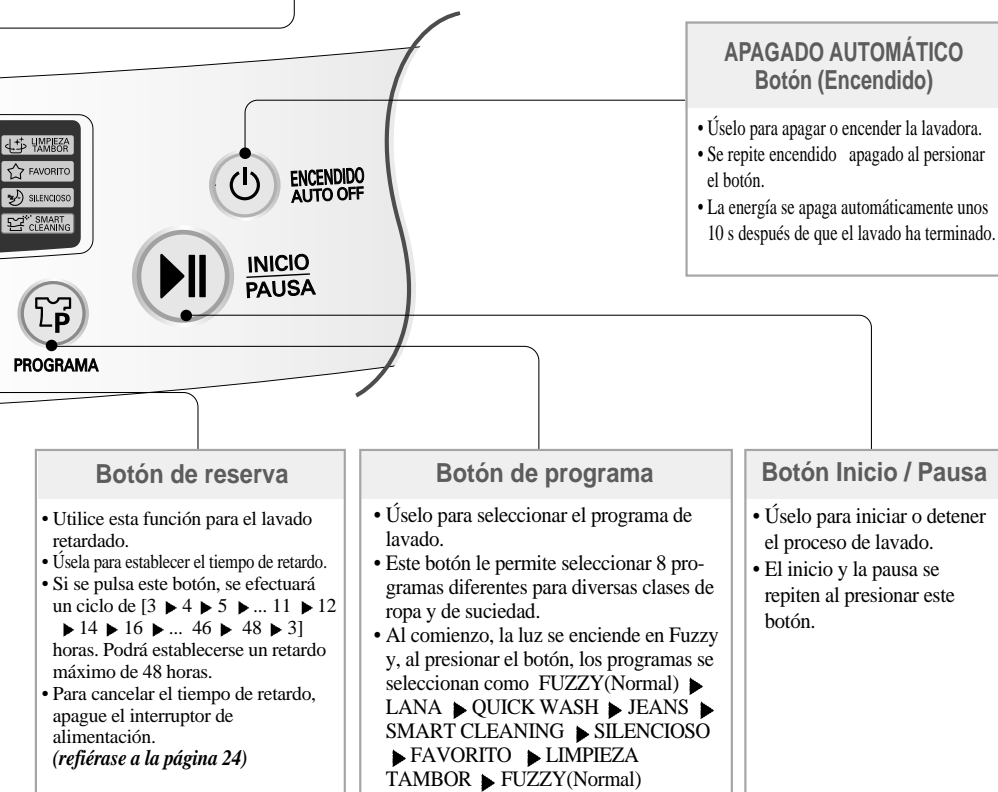 APAGADO AUTOMÁTICO
Botón (Encendido)
• Úselo para apagar o encender la lavadora.
• Se repite encendido apagado al persionar
el botón.
• La energía se apaga automáticamente unos
10 s después de que el lavado ha terminado.
LIMPIEZA
TAMBOR
FAVORITO
SILENCIOSO
SMART
CLEANING
ENCENDIDO
AUTO OFF
INICIO
PAUSA
P
PROGRAMA
Botón de reserva
• Utilice esta función para el lavado
retardado.
• Úsela para establecer el tiempo de retardo.
• Si se pulsa este botón, se efectuará
un ciclo de [3 ▶ 4 ▶ 5 ▶ ... 11 ▶ 12
▶ 14 ▶ 16 ▶ ... 46 ▶ 48 ▶ 3]
horas. Podrá establecerse un retardo
máximo de 48 horas.
• Para cancelar el tiempo de retardo,
apague el interruptor de
alimentación.
(refiérase a la página 24)
Botón de programa
• Úselo para seleccionar el programa de
lavado.
• Este botón le permite seleccionar 8 pro-
gramas diferentes para diversas clases de
ropa y de suciedad.
• Al comienzo, la luz se enciende en Fuzzy
y, al presionar el botón, los programas se
seleccionan como FUZZY(Normal) ▶
LANA ▶ QUICK WASH ▶ JEANS ▶
SMART CLEANING ▶ SILENCIOSO
▶ FAVORITO ▶ LIMPIEZA
TAMBOR ▶ FUZZY(Normal)
Botón Inicio / Pausa
• Úselo para iniciar o detener
el proceso de lavado.
• El inicio y la pausa se
repiten al presionar este
botón.